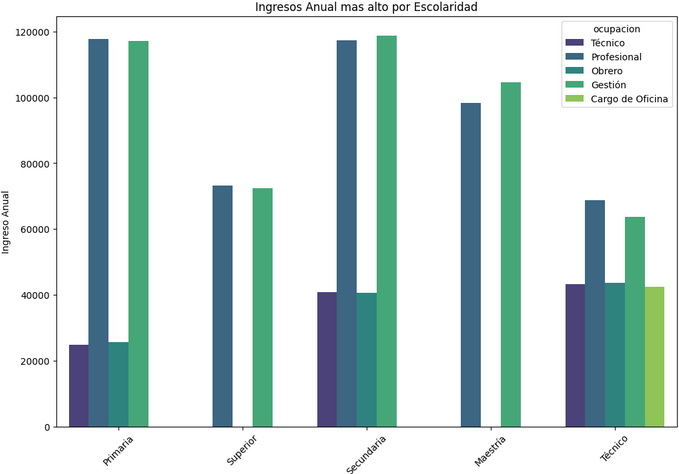 Ingresos Anual mas alto por Escolaridad
ocupacion
Técnico
Profesional
Obrero
Gestión
Cargo de Oficina
Ingreso Anual
120000
100000
80000
60000
40000
20000
0
Primaria
Superior
Secundaria
Maestría
Técnico